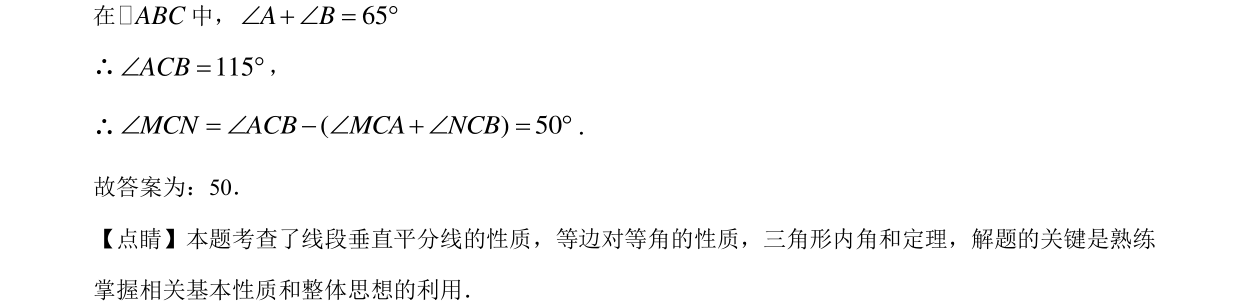 在□ABC 中，∠A+∠B=65°
∴∠ACB=115°，
∴∠MCN=∠ACB-(∠MCA+∠NCB)=50°．
故答案为：50．
【点睛】本题考查了线段垂直平分线的性质，等边对等角的性质，三角形内角和定理，解题的关键是熟练
掌握相关基本性质和整体思想的利用．